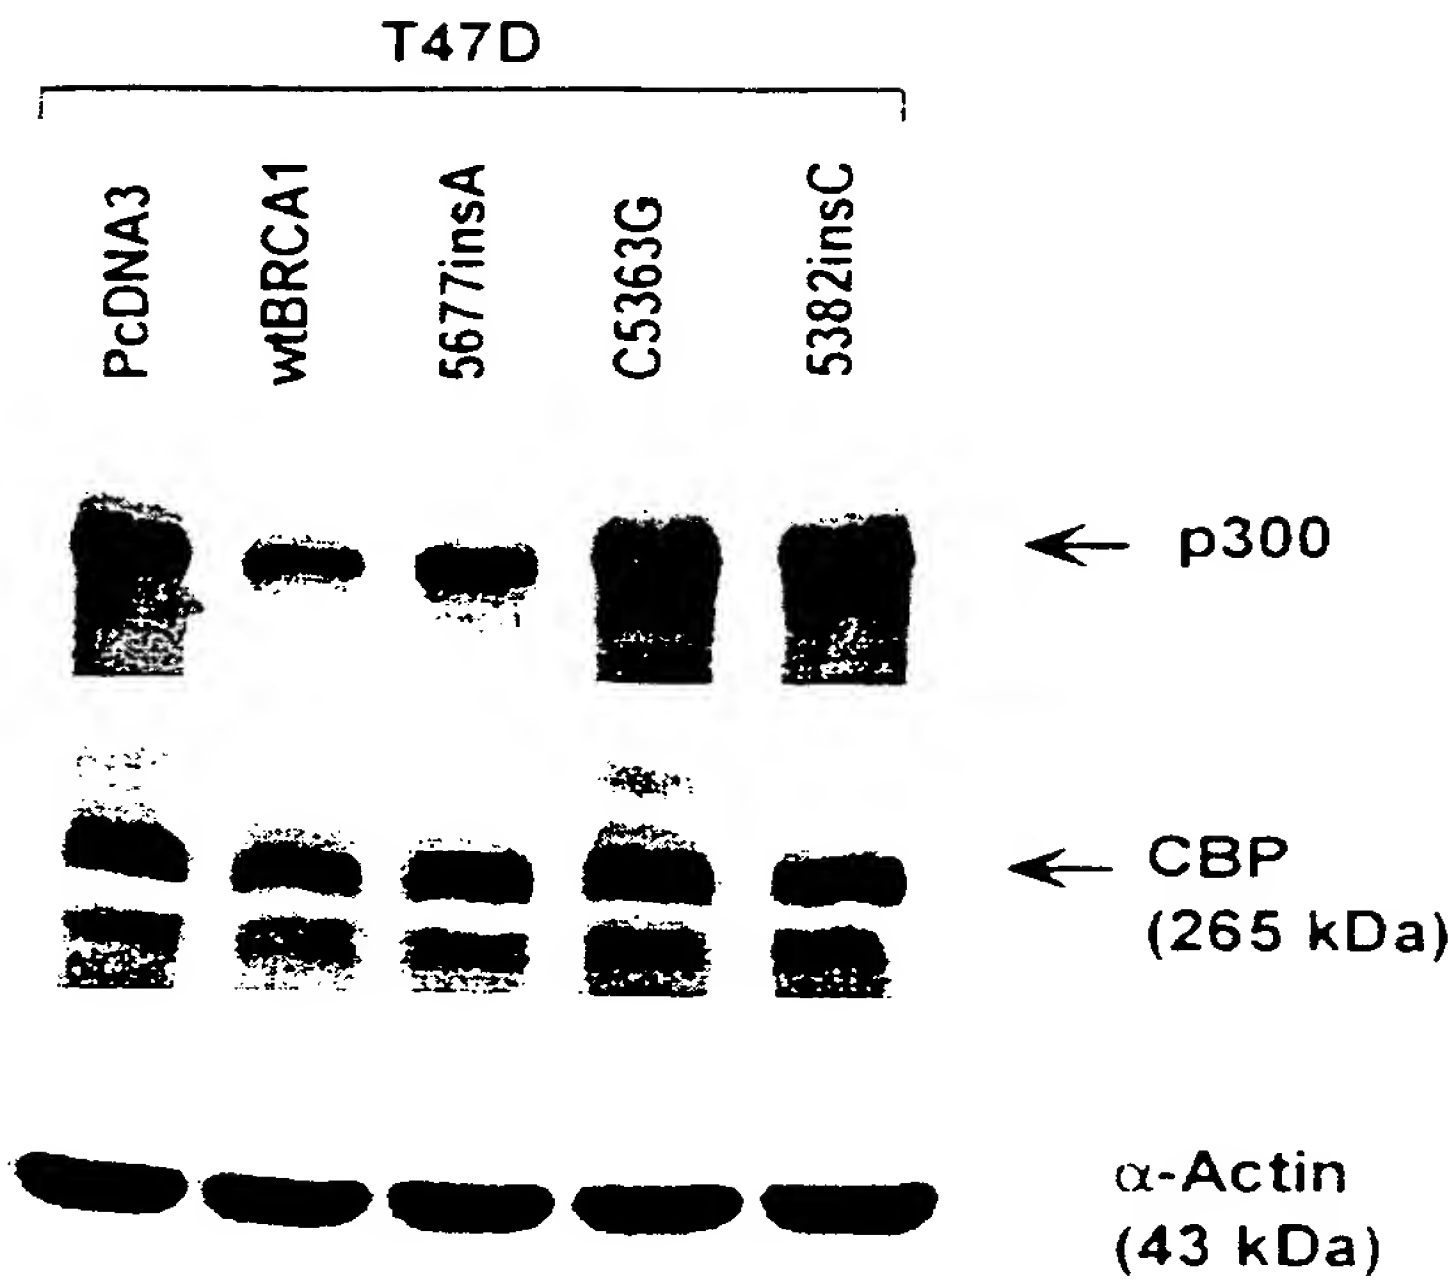 T47D
PcDNA3
wtBRCA1
5677insA
C5363G
5382insC
p300
CBP
(265 kDa)
α-Actin
(43 kDa)